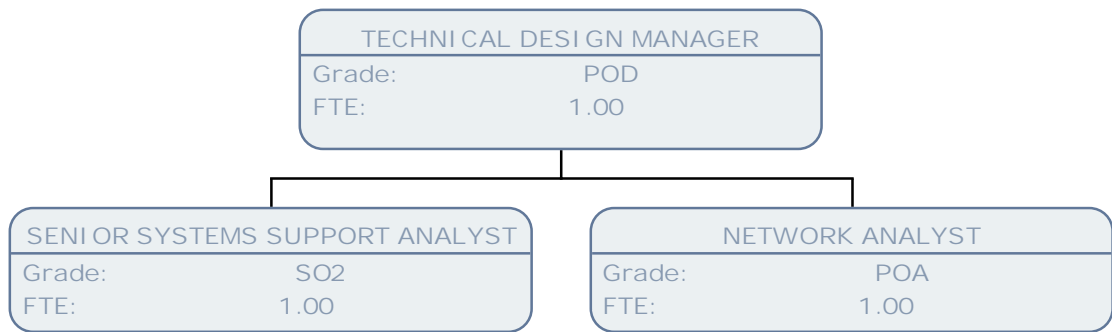 TECHNICAL DESIGN MANAGER
Grade: POD
FTE: 1.00
SENIOR SYSTEMS SUPPORT ANALYST
Grade: SO2
FTE: 1.00
NETWORK ANALYST
Grade: POA
FTE: 1.00